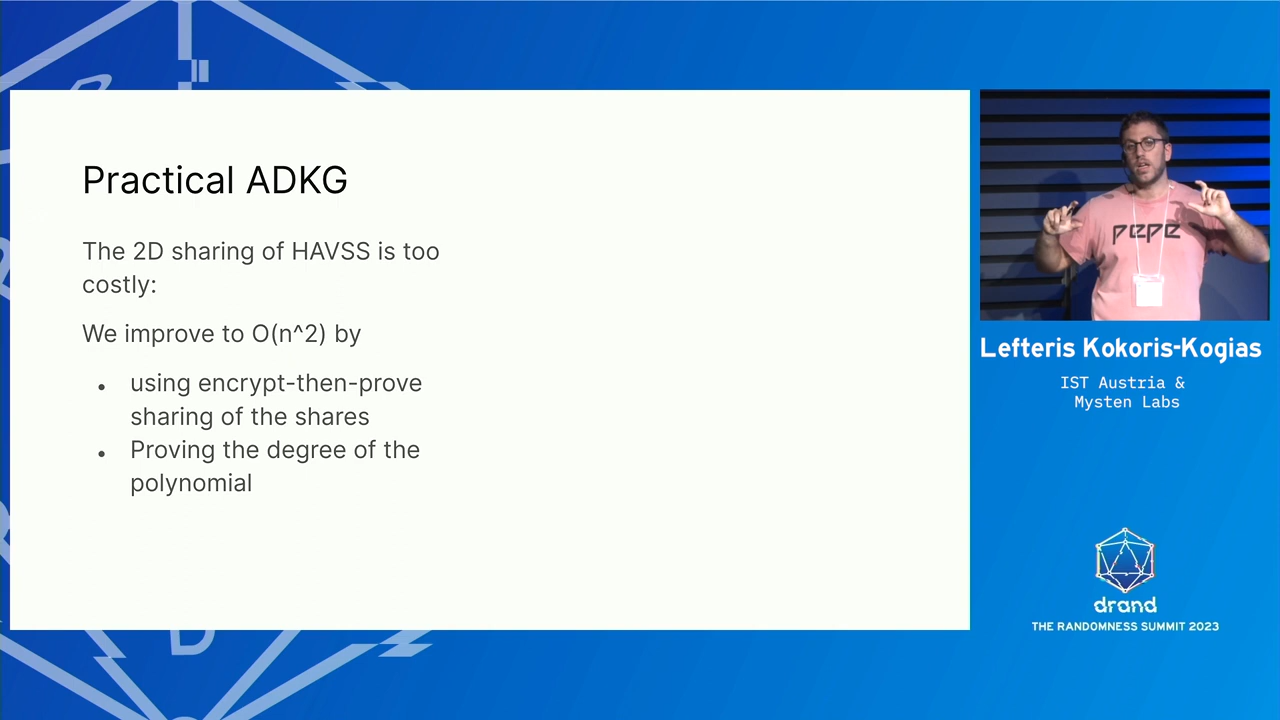 Practical ADKG
The 2D sharing of HAVSS is too
costly:
We improve to O(n^2) by
• using encrypt-then-prove
sharing of the shares
• Proving the degree of the
polynomial
pepe
Lefteris Kokoris-Kogias
IST Austria &
Mysten Labs
drand
THE RANDOMNESS SUMMIT 2023